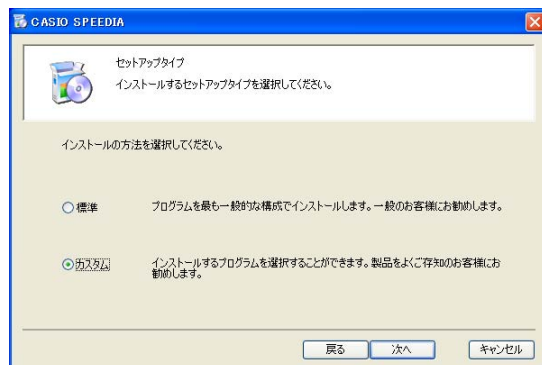 CASIO SPEEDIA
セットアップタイプ
インストールするセットアップタイプを選択してください。
インストールの方法を選択してください。
標準
プログラムを最も一般的な構成でインストールします。一般のお客様にお勧めします。
カスタム
インストールするプログラムを選択することができます。製品をよくご存知のお客様にお
勧めします。
戻る
次へ
キャンセル